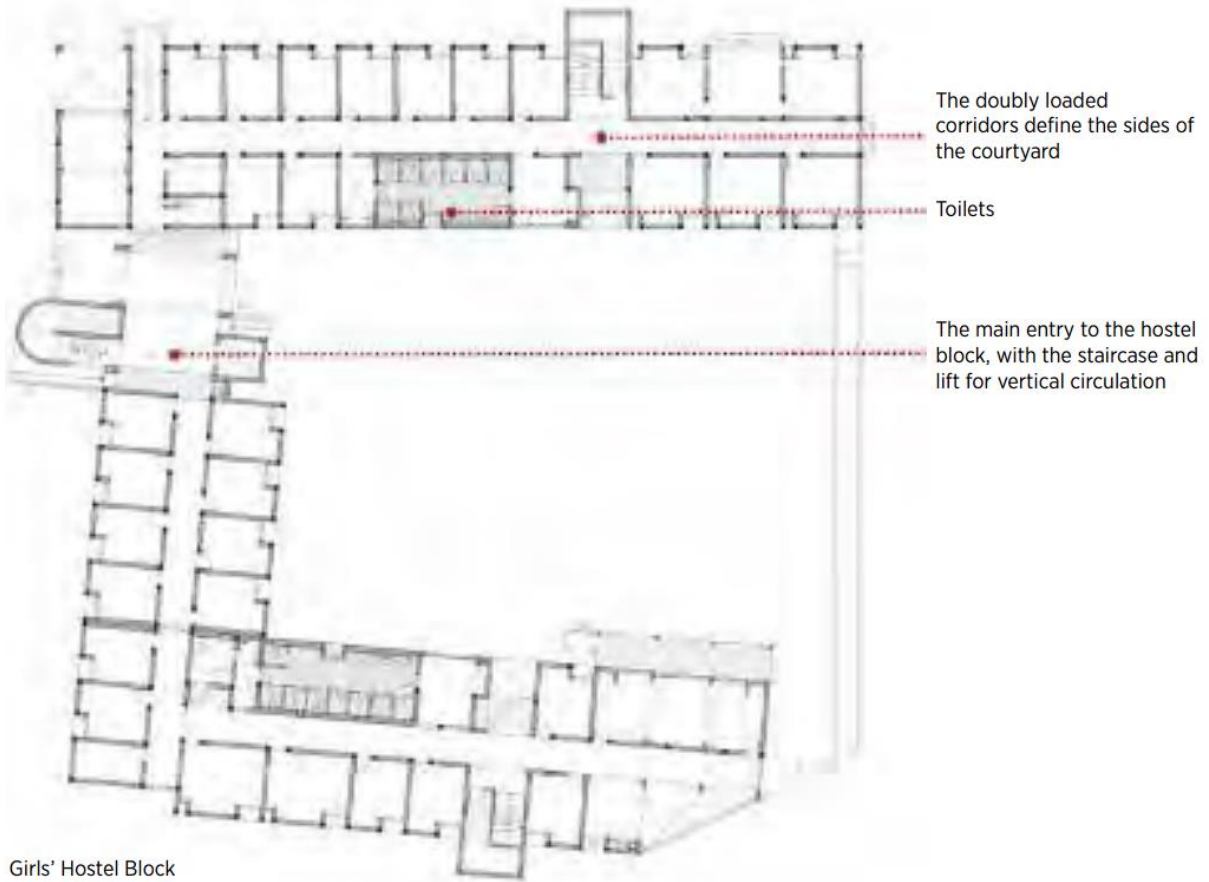 The doubly loaded
corridors define the sides of
the courtyard
Toilets
The main entry to the hostel
block, with the staircase and
lift for vertical circulation
Girls' Hostel Block